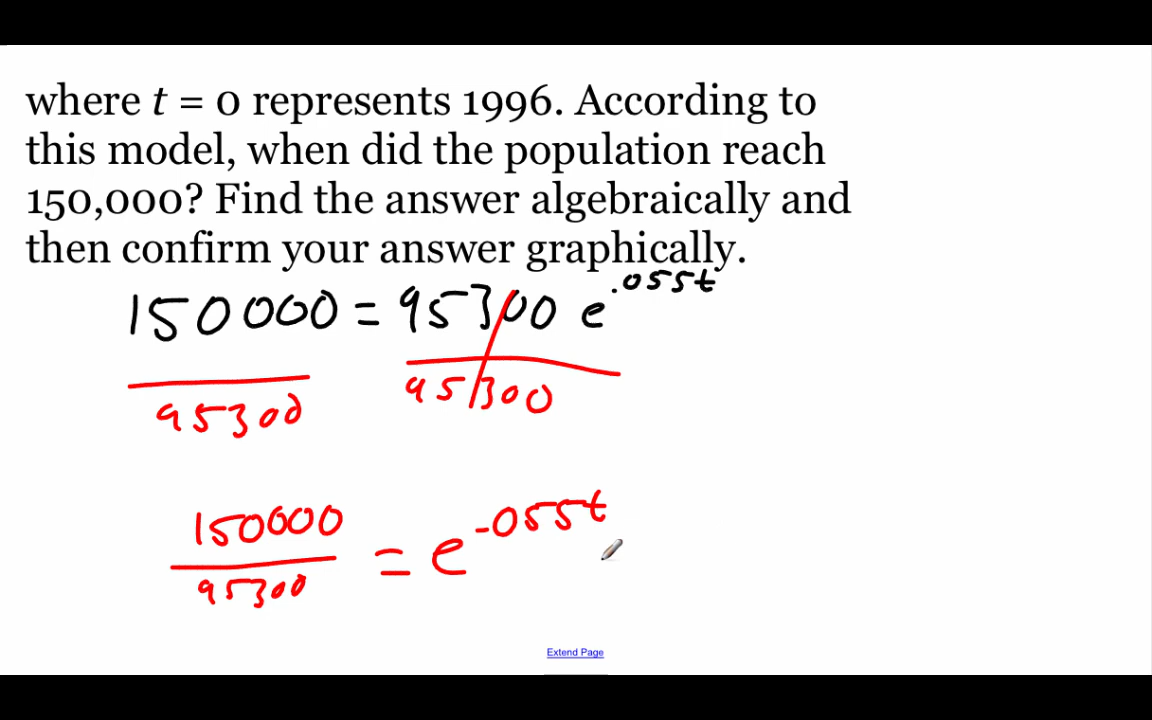 where t = 0 represents 1996. According to
this model, when did the population reach
150,000? Find the answer algebraically and
then confirm your answer graphically.
150000 = 95300 e^.055t
95300 95300
150000
95300
= e^-055t
Extend Page